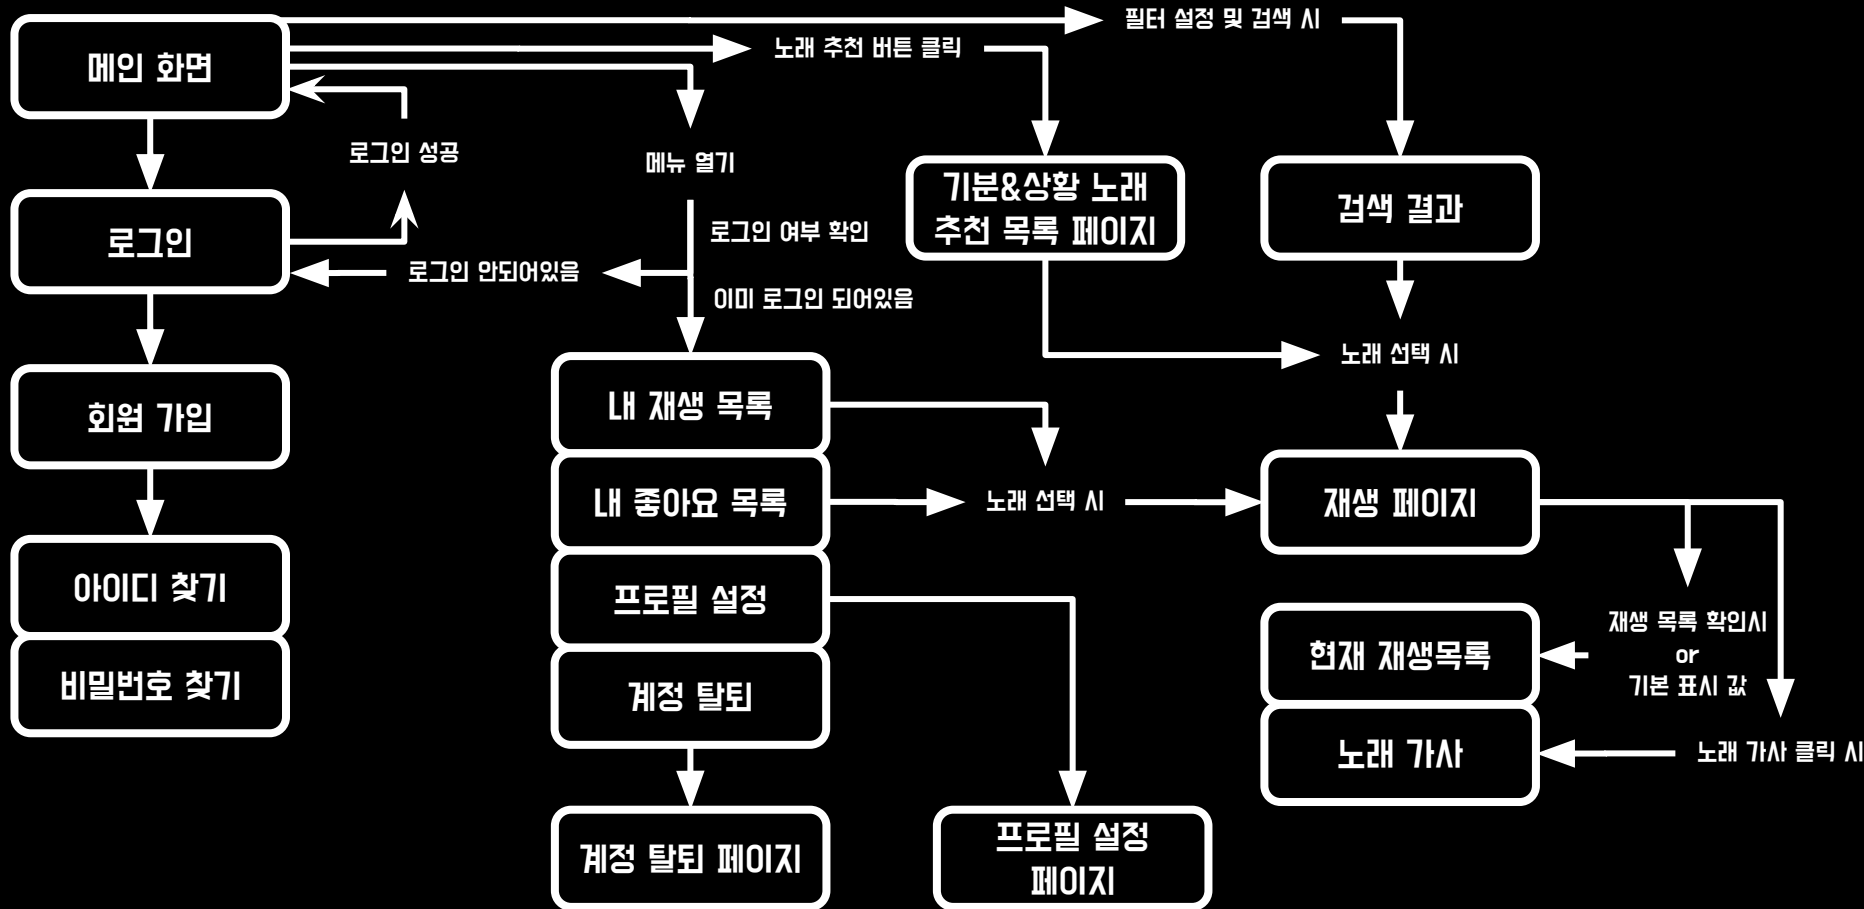 필터 설정 및 검색 시
노래 추천 버튼 클릭
메인 화면
로그인 성공
메뉴 열기
기분&상황 노래
추천 목록 페이지
검색 결과
로그인
로그인 여부 확인
로그인 안되어있음
이미 로그인 되어있음
노래 선택 시
회원 가입
내 재생 목록
내 좋아요 목록
노래 선택 시
재생 페이지
아이디 찾기
프로필 설정
재생 목록 확인시
or
기본 표시 값
현재 재생목록
비밀번호 찾기
계정 탈퇴
노래 가사
노래 가사 클릭 시
계정 탈퇴 페이지
프로필 설정
페이지